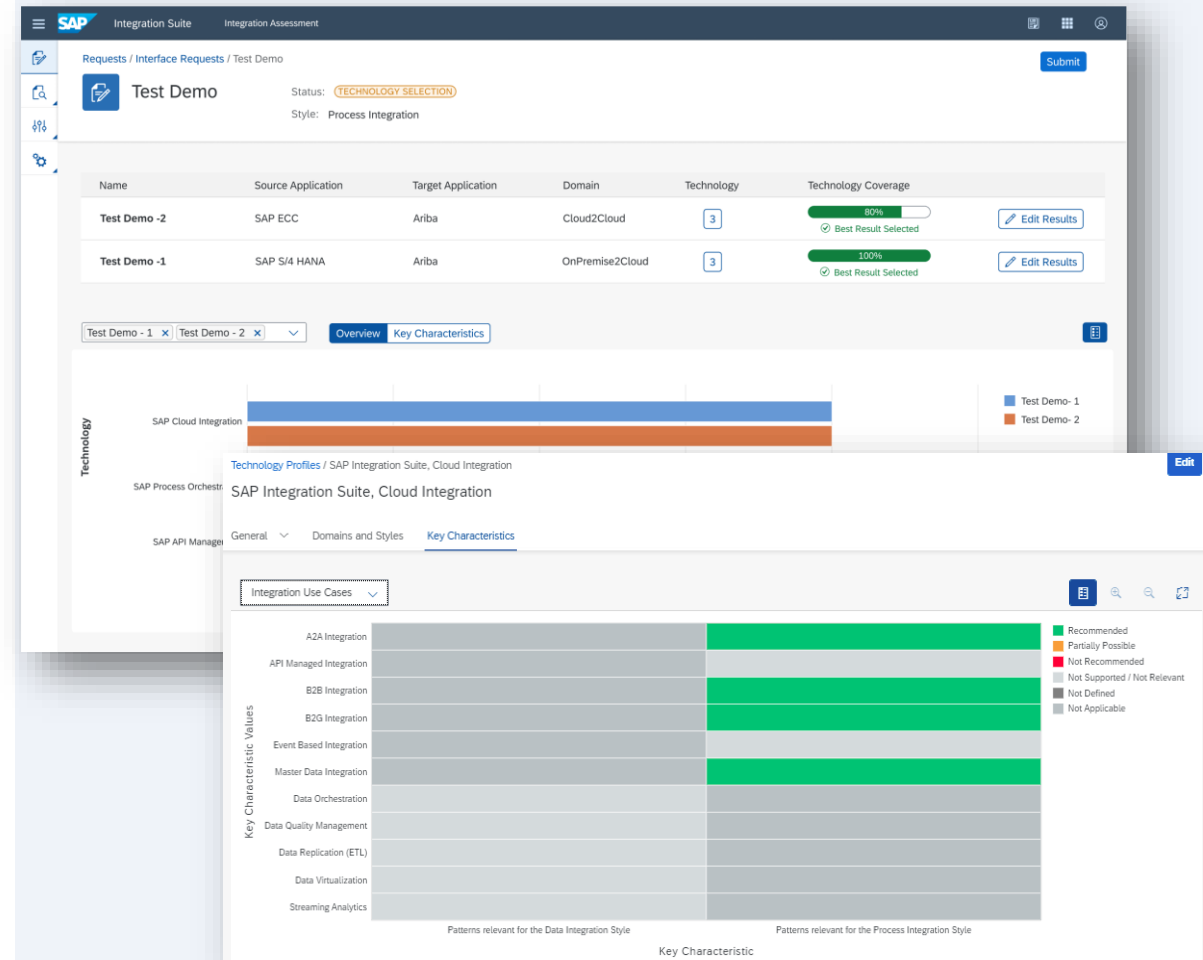 SAP Integration Suite Integration Assessment
Requests / Interface Requests / Test Demo
Submit
Test Demo
Status: TECHNOLOGY SELECTION
Style: Process Integration
Name Source Application Target Application Domain Technology Technology Coverage
Test Demo -2 SAP ECC Ariba Cloud2Cloud 3 80% Edit Results
Best Result Selected
Test Demo -1 SAP S/4 HANA Ariba OnPremise2Cloud 3 100% Edit Results
Best Result Selected
Test Demo - 1 Test Demo - 2 Overview Key Characteristics
Technology
SAP Cloud Integration
SAP Process
SAP API
Test Demo- 1
Test Demo- 2
Technology Profiles / SAP Integration Suite, Cloud Integration
Edit
SAP Integration Suite, Cloud Integration
General Domains and Styles Key Characteristics
Integration Use Cases
Key Characteristic Values
A2A Integration
API Managed Integration
B2B Integration
B2G Integration
Event Based Integration
Master Data Integration
Data Orchestration
Data Quality Management
Data Replication (ETL)
Data Virtualization
Streaming Analytics
Recommended
Partially Possible
Not Recommended
Not Supported / Not Relevant
Not Defined
Not Applicable
Patterns relevant for the Data Integration Style Patterns relevant for the Process Integration Style
Key Characteristic